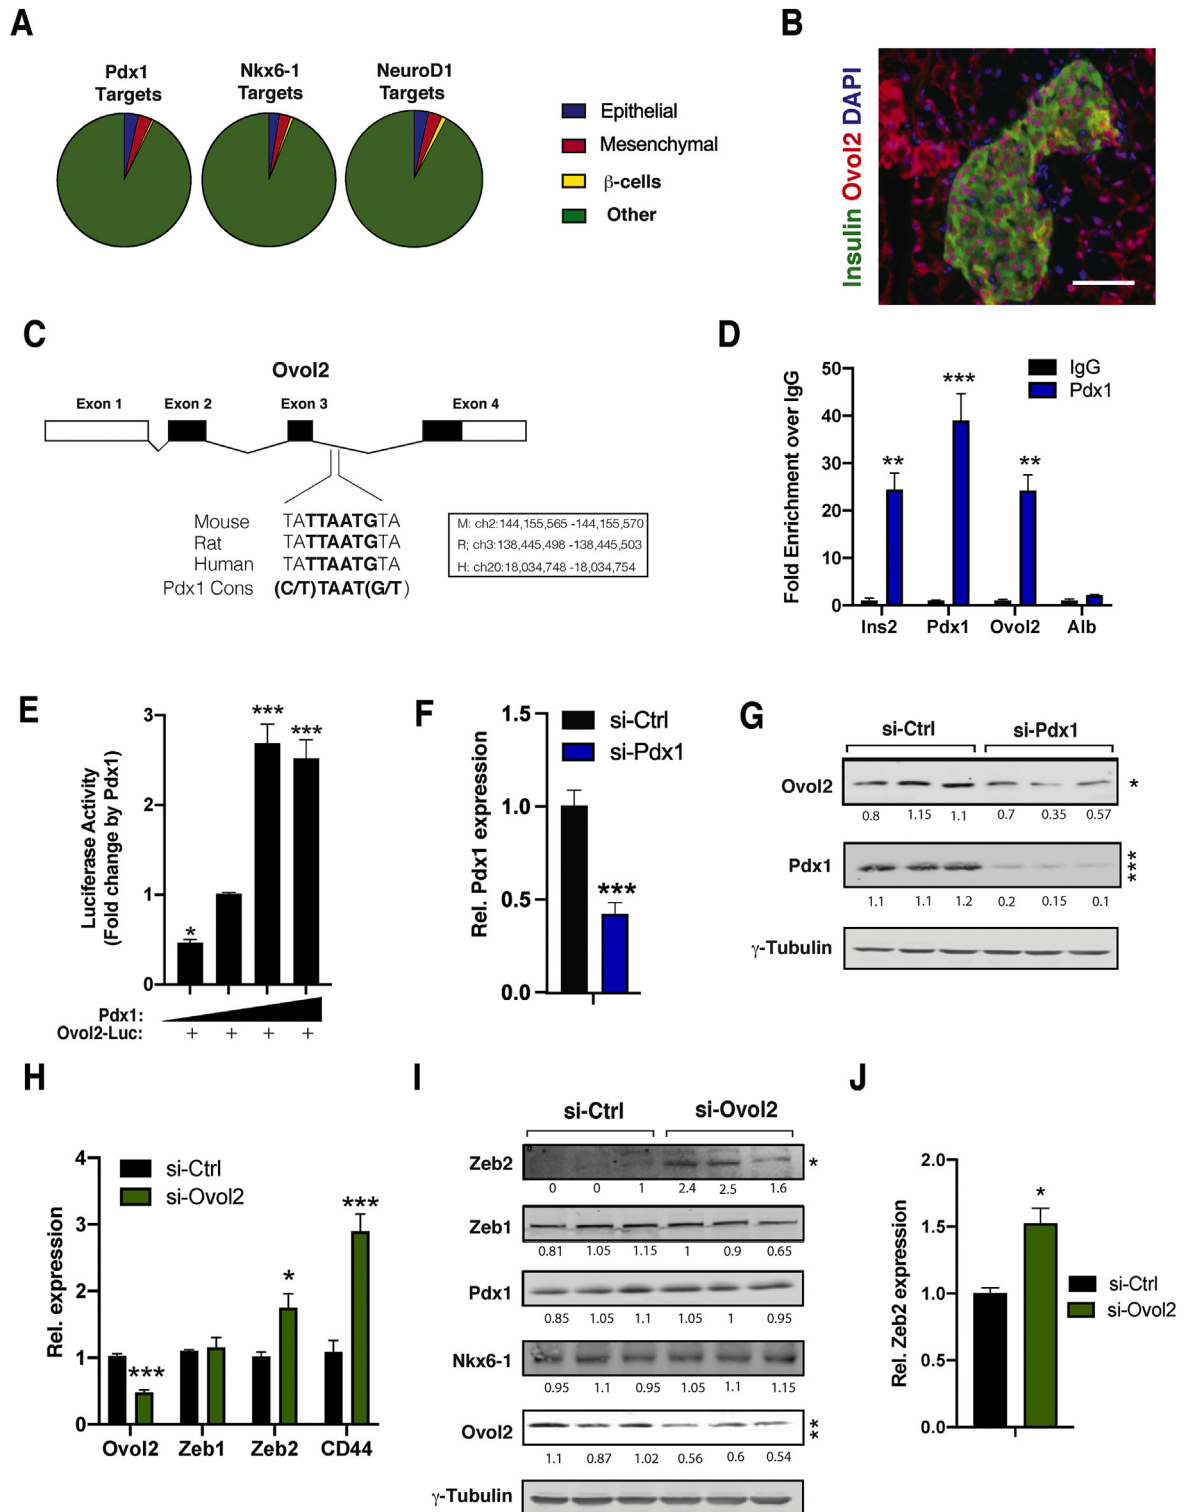 A
Pdx1
Targets
Nkx6-1
Targets
NeuroD1
Targets
Epithelial
Mesenchymal
β-cells
Other
B
Insulin Ovol2 DAPI
C
Ovol2
Exon 1 Exon 2 Exon 3 Exon 4
Mouse TATTAATGTA
Rat TATTAATGTA
Human TATTAATGTA
Pdx1 Cons (C/T)TAAT(G/T)
M: ch2:144,155,565 -144,155,570
R; ch3:138,445,498 -138,445,503
H: ch20:18,034,748 -18,034,754
D
Fold Enrichment over IgG
50
40
30
20
10
0
IgG
Pdx1
** *** **
Ins2 Pdx1 Ovol2 Alb
E
Luciferase Activity
(Fold change by Pdx1)
3
2
1
0
* *** ***
Pdx1:
Ovol2-Luc: + + + +
F
Rel. Pdx1 expression
1.5
1.0
0.5
0.0
si-Ctrl
si-Pdx1
***
G
si-Ctrl si-Pdx1
Ovol2 *
0.8 1.15 1.1 0.7 0.35 0.57
Pdx1 ***
1.1 1.1 1.2 0.2 0.15 0.1
γ-Tubulin
H
Rel. expression
4
3
2
1
0
si-Ctrl
si-Ovol2
*** * ***
Ovol2 Zeb1 Zeb2 CD44
I
si-Ctrl si-Ovol2
Zeb2 *
0 0 1 2.4 2.5 1.6
Zeb1
0.81 1.05 1.15 1 0.9 0.65
Pdx1
0.85 1.05 1.1 1.05 1 0.95
Nkx6-1
0.95 1.1 0.95 1.05 1.1 1.15
Ovol2 **
1.1 0.87 1.02 0.56 0.6 0.54
γ-Tubulin
J
Rel. Zeb2 expression
2.0
1.5
1.0
0.5
0.0
*
si-Ctrl
si-Ovol2